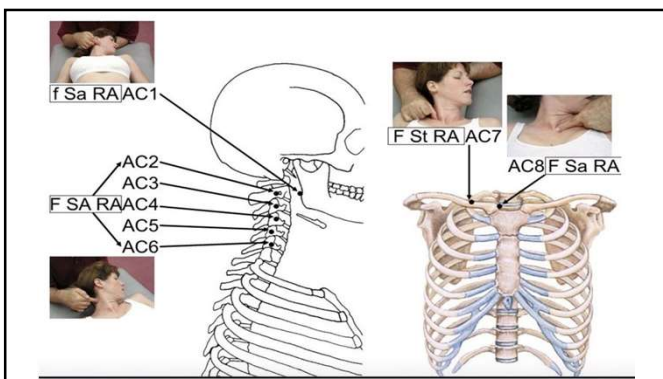 f Sa RA AC1
AC2
AC3
F SA RA AC4
AC5
AC6
F St RA AC7
AC8 F Sa RA